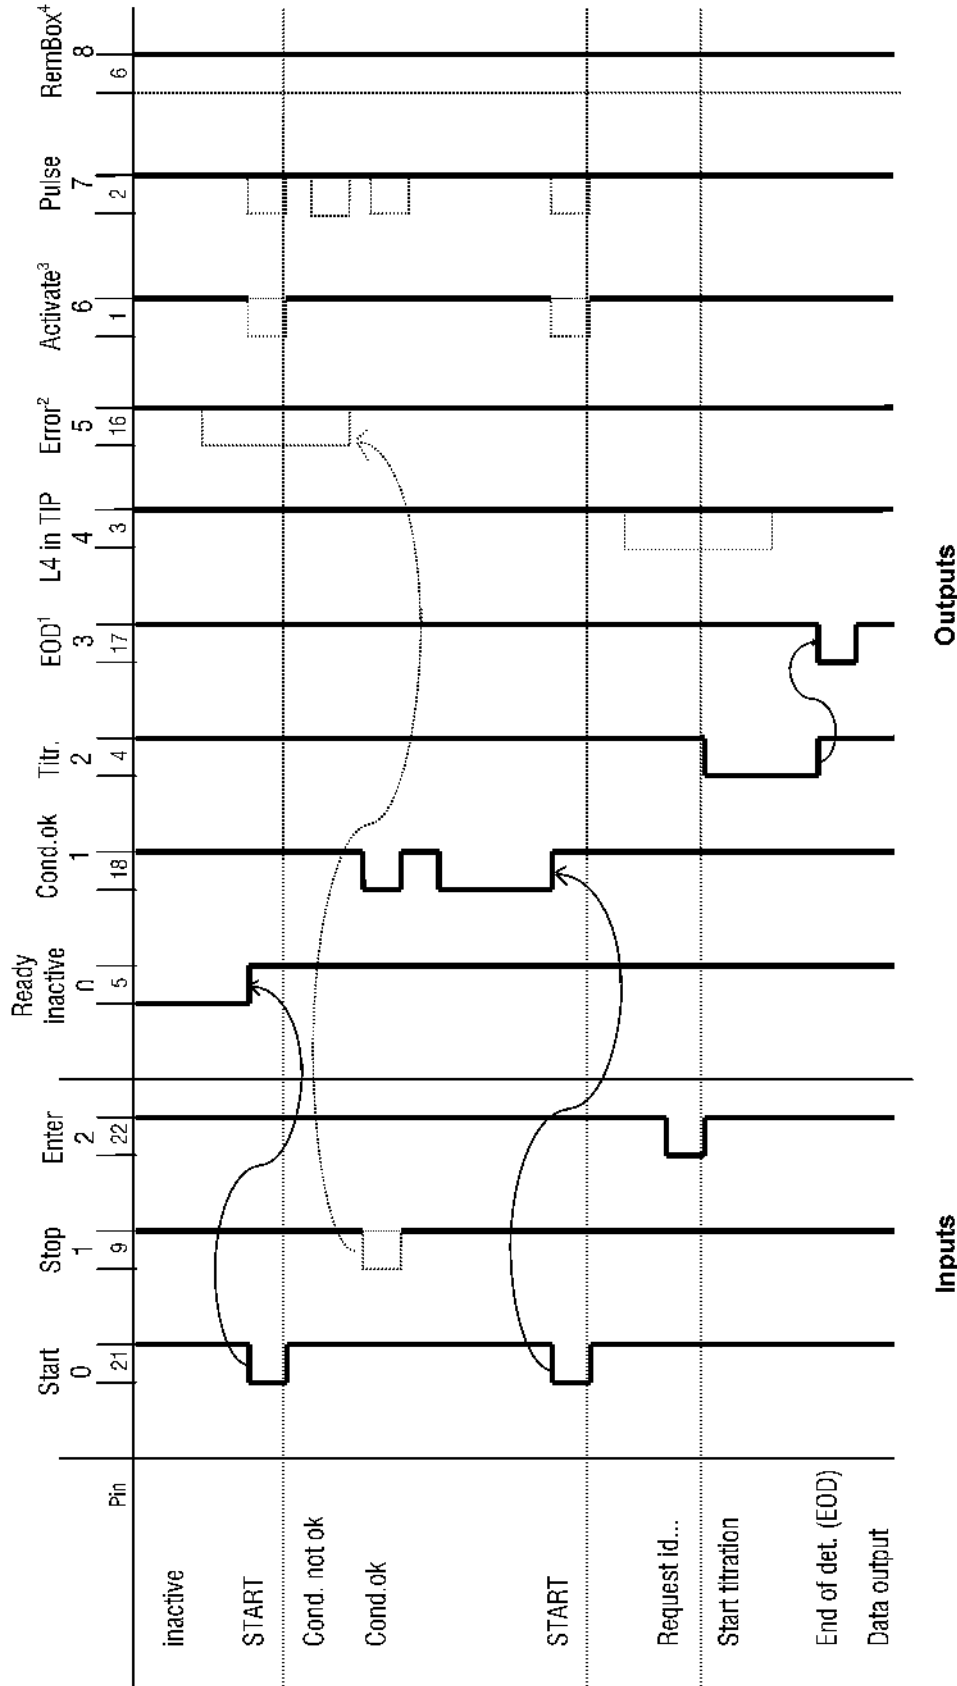 Ready
inactive
Start
Stop
Enter
Cond.ok
Titr.
EOD¹
L4 in TIP
Error²
Activate³
Pulse
RemBox⁴
0
1
2
0
1
2
3
4
5
6
7
8
Pin
21
9
22
5
18
4
17
3
16
1
2
6
inactive
START
Cond. not ok
Cond.ok
START
Request id...
Start titration
End of det. (EOD)
Data output
Inputs
Outputs